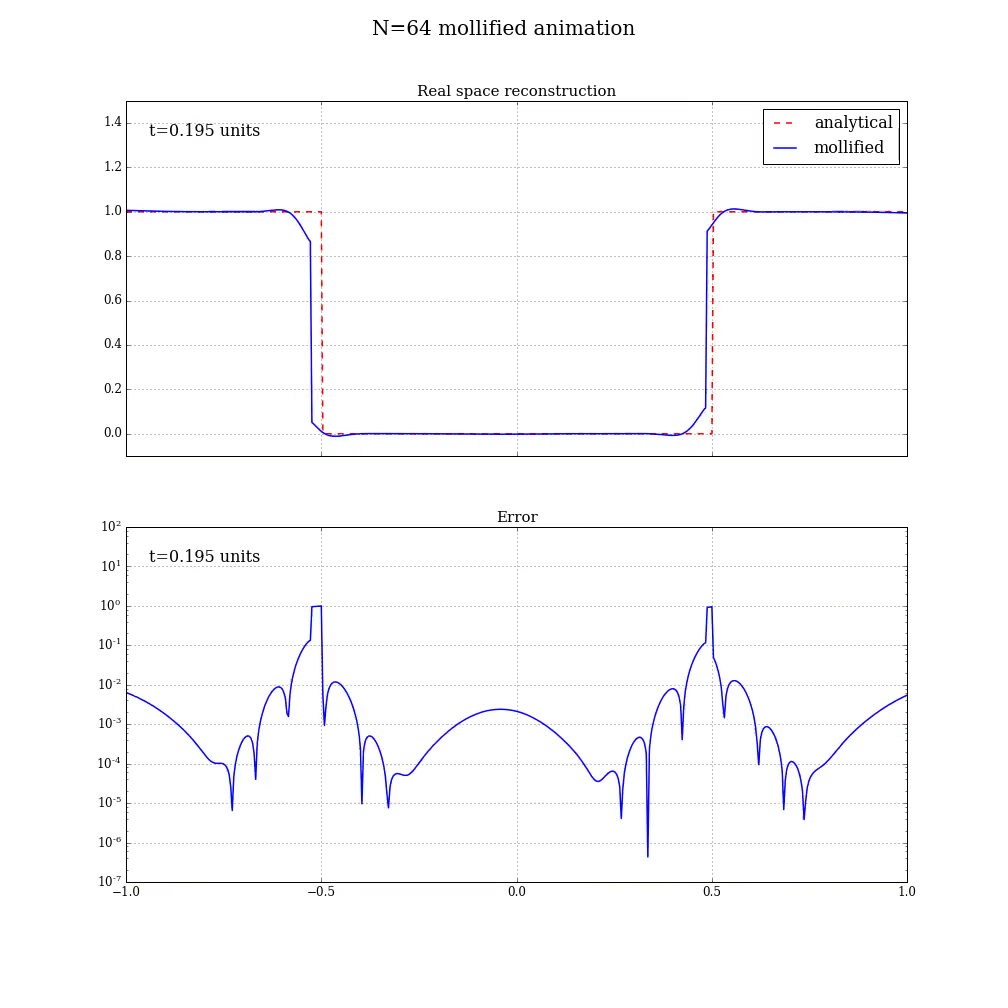 N=64 mollified animation
Real space reconstruction
t=0.195 units
analytical
mollified
1.4
1.2
1.0
0.8
0.6
0.4
0.2
0.0
Error
t=0.195 units
10²
10¹
10⁰
10⁻¹
10⁻²
10⁻³
10⁻⁴
10⁻⁵
10⁻⁶
10⁻⁷
−1.0 −0.5 0.0 0.5 1.0